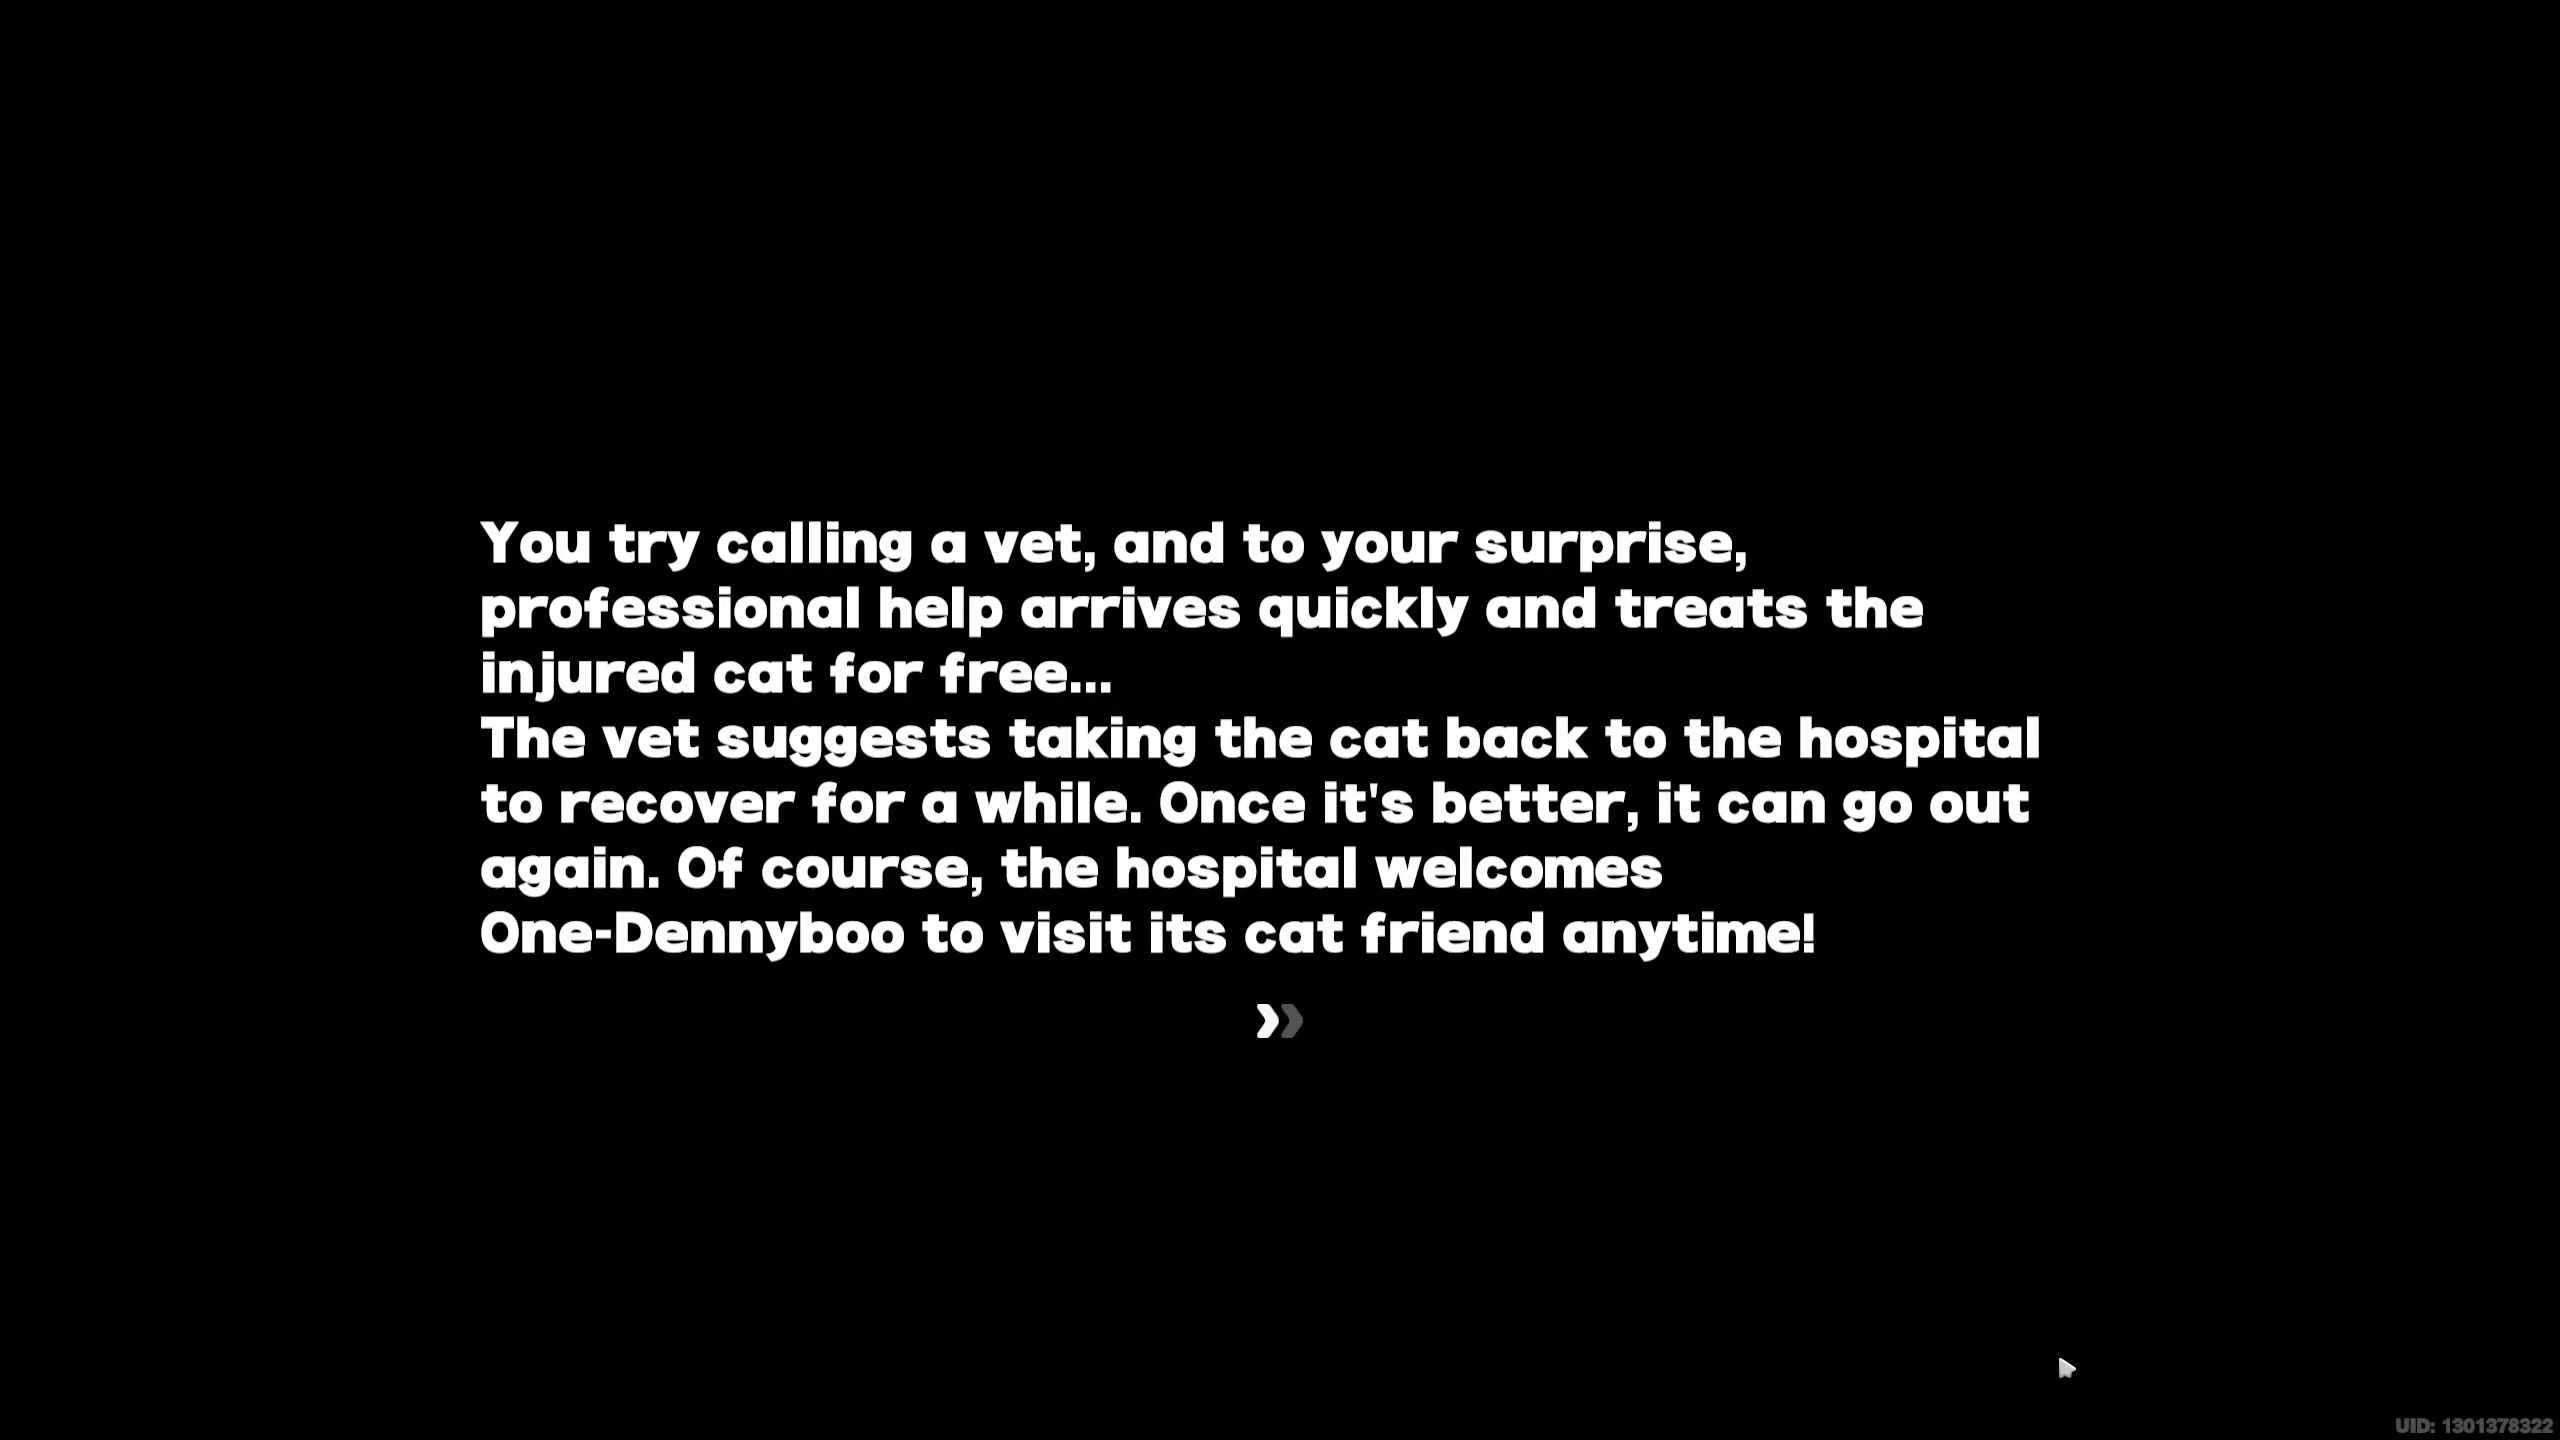 You try calling a vet, and to your surprise,
professional help arrives quickly and treats the
injured cat for free...
The vet suggests taking the cat back to the hospital
to recover for a while. Once it's better, it can go out
again. Of course, the hospital welcomes
One-Dennyboo to visit its cat friend anytime!
UID: 1301378322